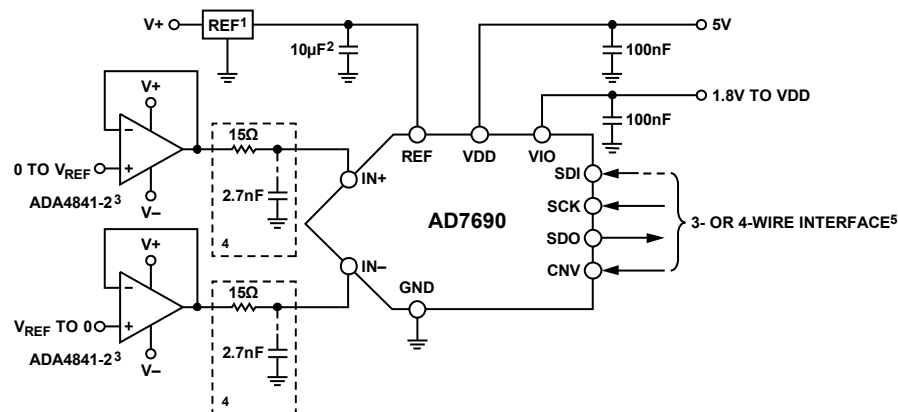 V+
REF1
10µF2
100nF
5V
100nF
1.8V TO VDD
V+
−
+
0 TO VREF
ADA4841-23
V−
15Ω
2.7nF
4
REF
VDD
VIO
IN+
IN−
AD7690
GND
SDI
SCK
SDO
CNV
3- OR 4-WIRE INTERFACE5
V+
−
+
VREF TO 0
ADA4841-23
V−
15Ω
2.7nF
4